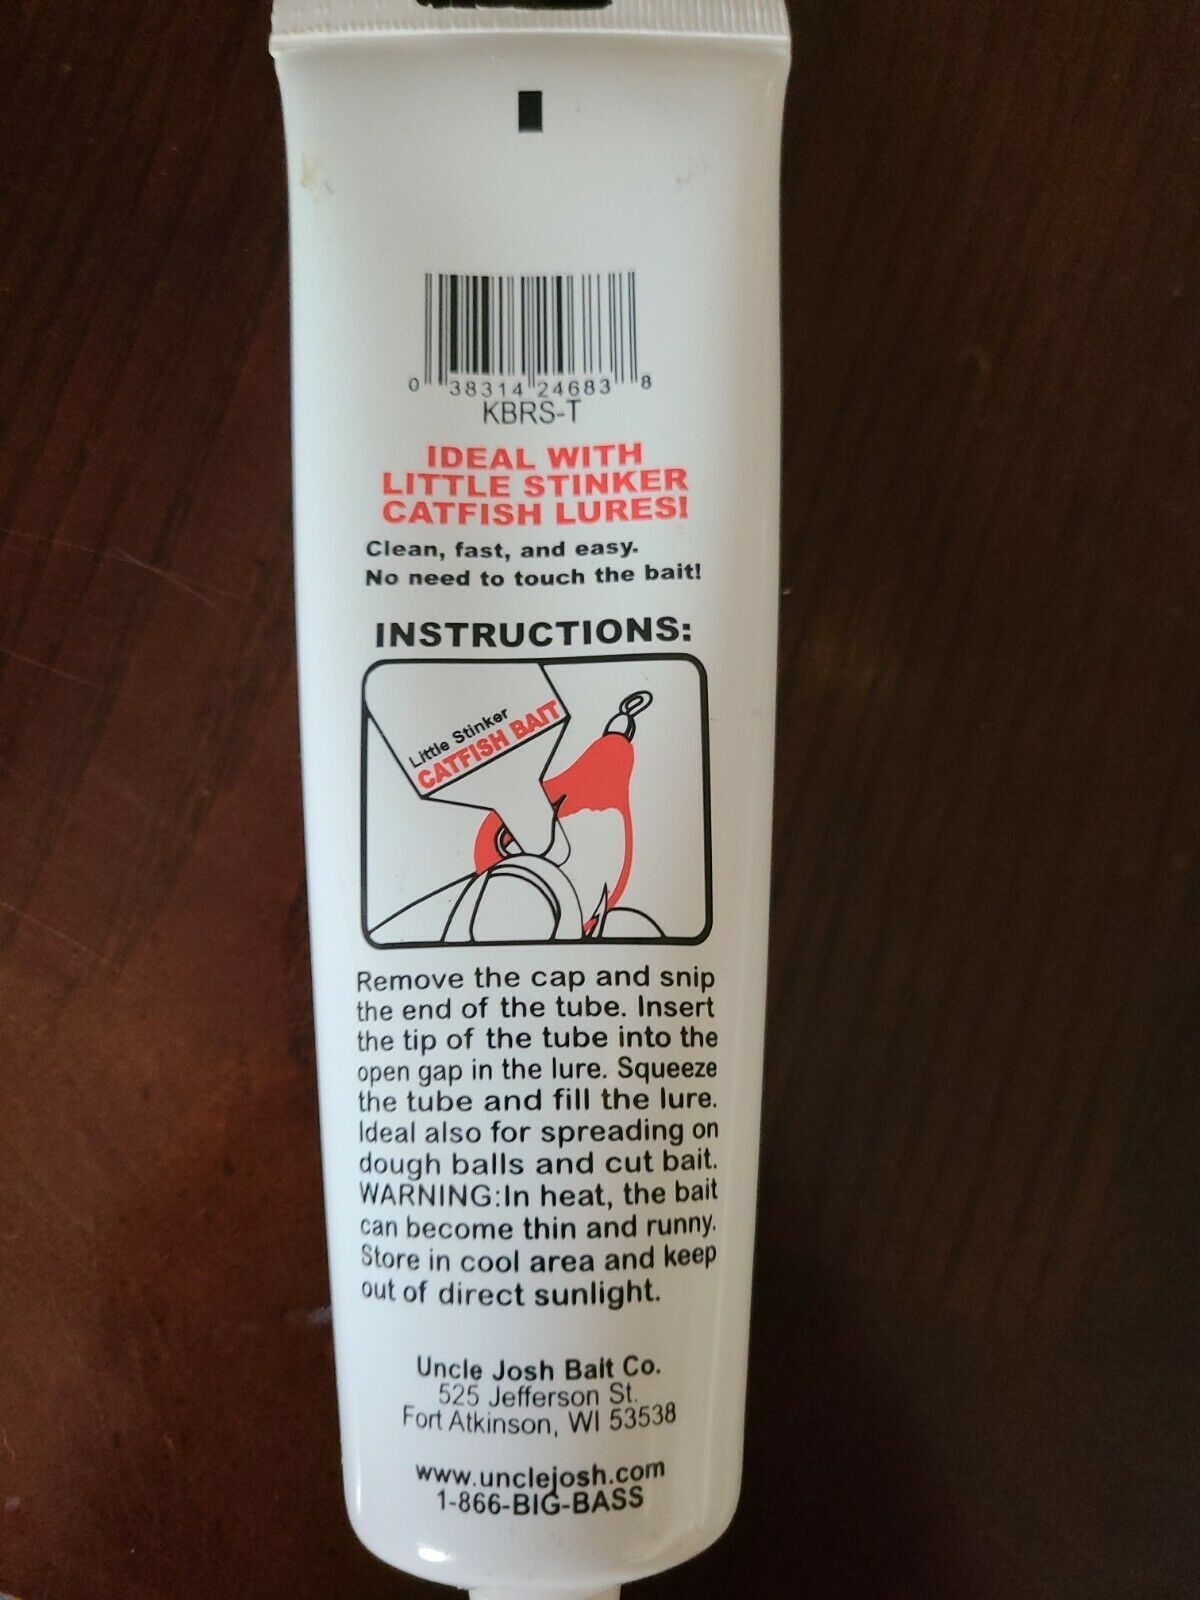 0 38314 24683 8
KBRS-T
IDEAL WITH
LITTLE STINKER
CATFISH LURES!
Clean, fast, and easy.
No need to touch the bait!
INSTRUCTIONS:
Little Stinker
CATFISH BAIT
Remove the cap and snip
the end of the tube. Insert
the tip of the tube into the
open gap in the lure. Squeeze
the tube and fill the lure.
Ideal also for spreading on
dough balls and cut bait.
WARNING:In heat, the bait
can become thin and runny.
Store in cool area and keep
out of direct sunlight.
Uncle Josh Bait Co.
525 Jefferson St.
Fort Atkinson, WI 53538
www.unclejosh.com
1-866-BIG-BASS